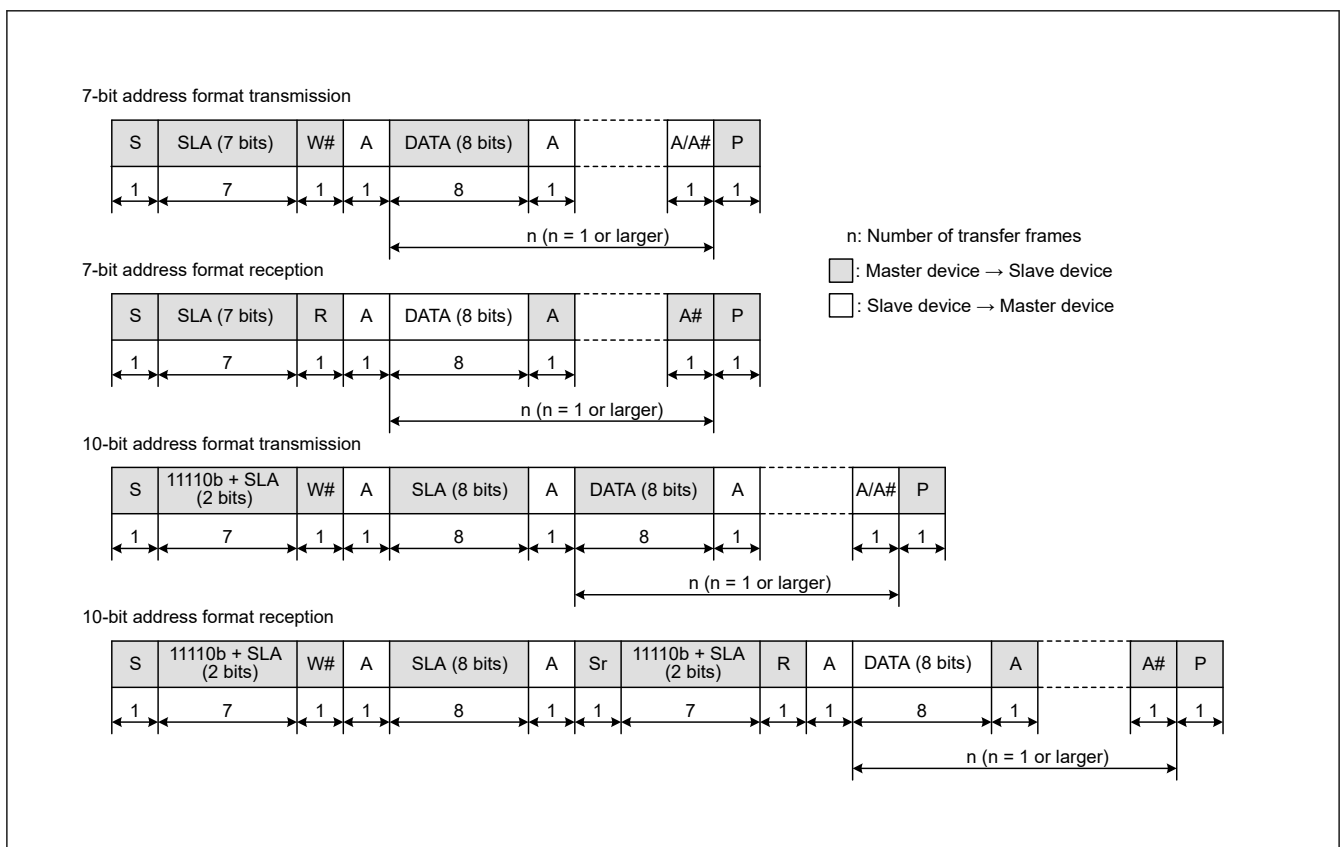 7-bit address format transmission
S SLA (7 bits) W# A DATA (8 bits) A A/A# P
1 7 1 1 8 1 1 1
n (n = 1 or larger)
n: Number of transfer frames
: Master device → Slave device
: Slave device → Master device
7-bit address format reception
S SLA (7 bits) R A DATA (8 bits) A A# P
1 7 1 1 8 1 1 1
n (n = 1 or larger)
10-bit address format transmission
S 11110b + SLA (2 bits) W# A SLA (8 bits) A DATA (8 bits) A A/A# P
1 7 1 1 8 1 8 1 1 1
n (n = 1 or larger)
10-bit address format reception
S 11110b + SLA (2 bits) W# A SLA (8 bits) A Sr 11110b + SLA (2 bits) R A DATA (8 bits) A A# P
1 7 1 1 8 1 1 7 1 1 8 1 1 1
n (n = 1 or larger)